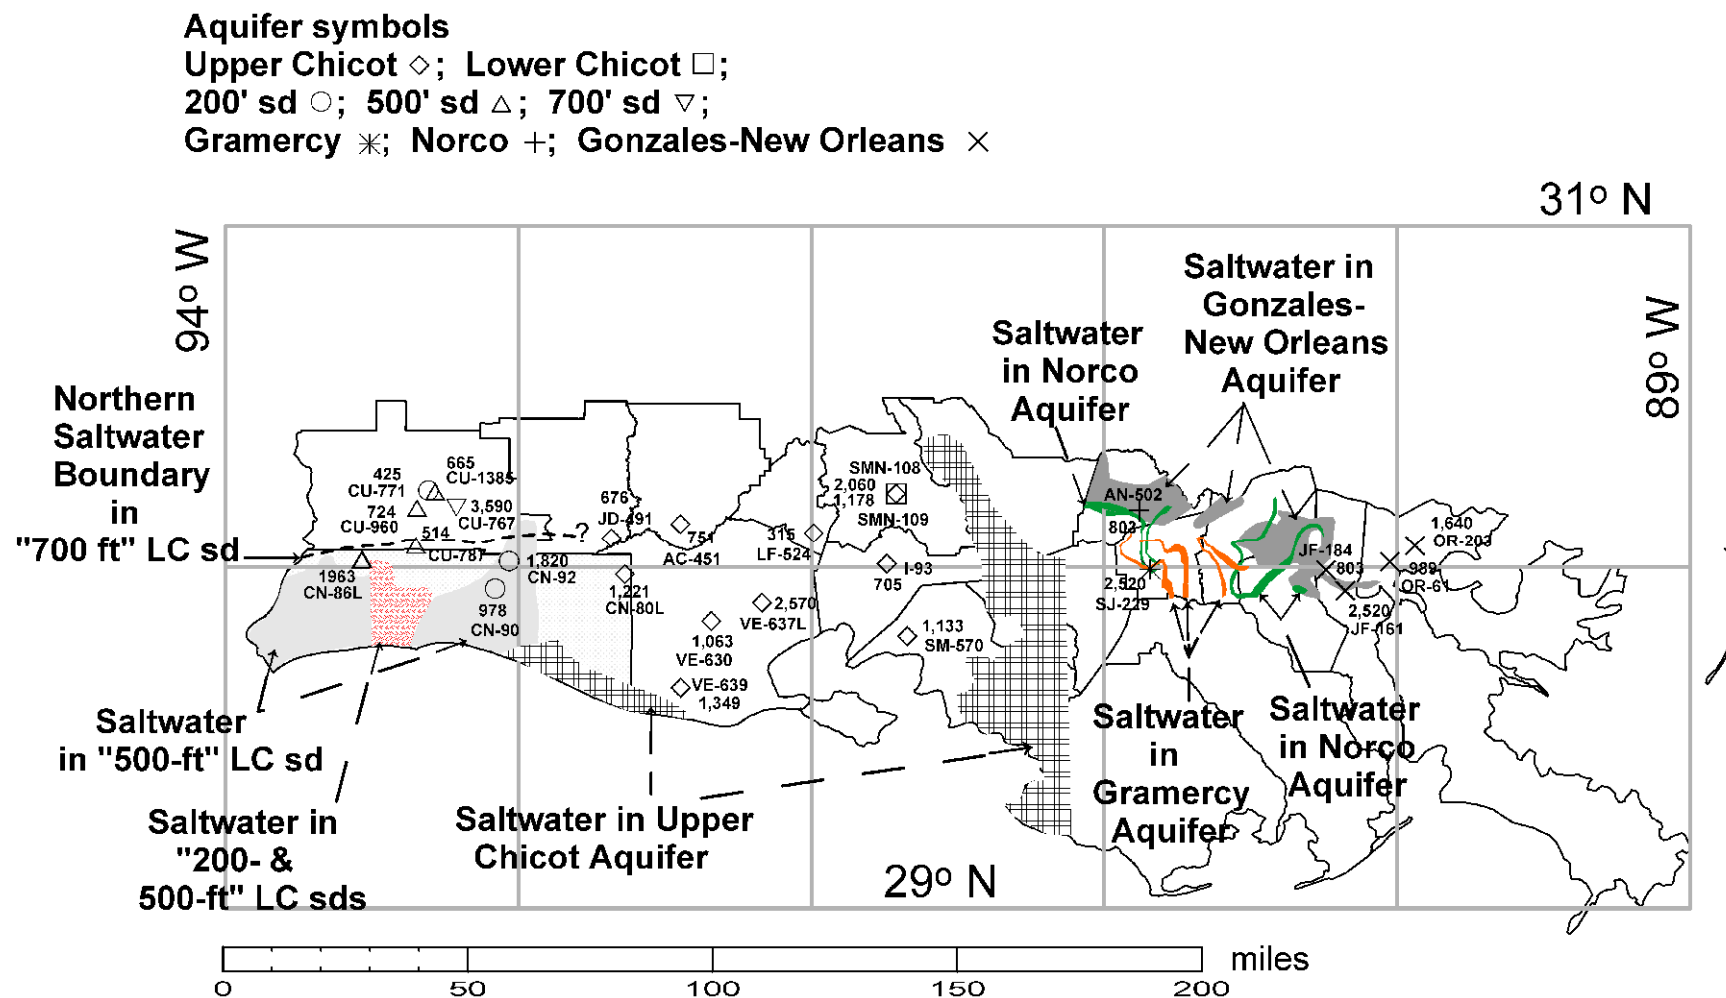 Aquifer symbols
Upper Chicot ◇; Lower Chicot □;
200' sd ○; 500' sd △; 700' sd ▽;
Gramercy ✳; Norco +; Gonzales-New Orleans ×
31º N
94º W
89º W
29º N
Saltwater in
Gonzales-
New Orleans
Aquifer
Saltwater
in Norco
Aquifer
Northern
Saltwater
Boundary
in
"700 ft" LC sd
425
CU-771
665
CU-1385
724
CU-960
3,590
CU-767
514
CU-787
?
676
JD-491
751
AC-451
315
LF-524
SMN-108
2,060
1,178
SMN-109
AN-502
803
1,640
OR-203
JF-184
803
989
OR-61
1963
CN-86L
1,820
CN-92
1,221
CN-80L
I-93
705
2,520
SJ-229
2,520
JF-161
978
CN-90
2,570
VE-637L
1,063
VE-630
1,133
SM-570
VE-639
1,349
Saltwater
in "500-ft" LC sd
Saltwater in
"200- &
500-ft" LC sds
Saltwater in Upper
Chicot Aquifer
Saltwater
in
Gramercy
Aquifer
Saltwater
in Norco
Aquifer
0 50 100 150 200 miles